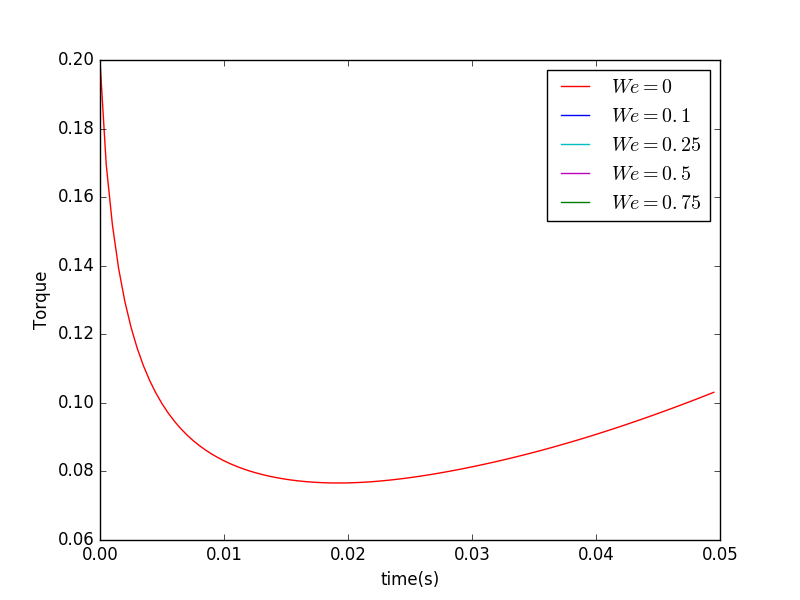 0.20
0.18
0.16
0.14
0.12
0.10
0.08
0.06
Torque
We = 0
We = 0.1
We = 0.25
We = 0.5
We = 0.75
0.00 0.01 0.02 0.03 0.04 0.05
time(s)